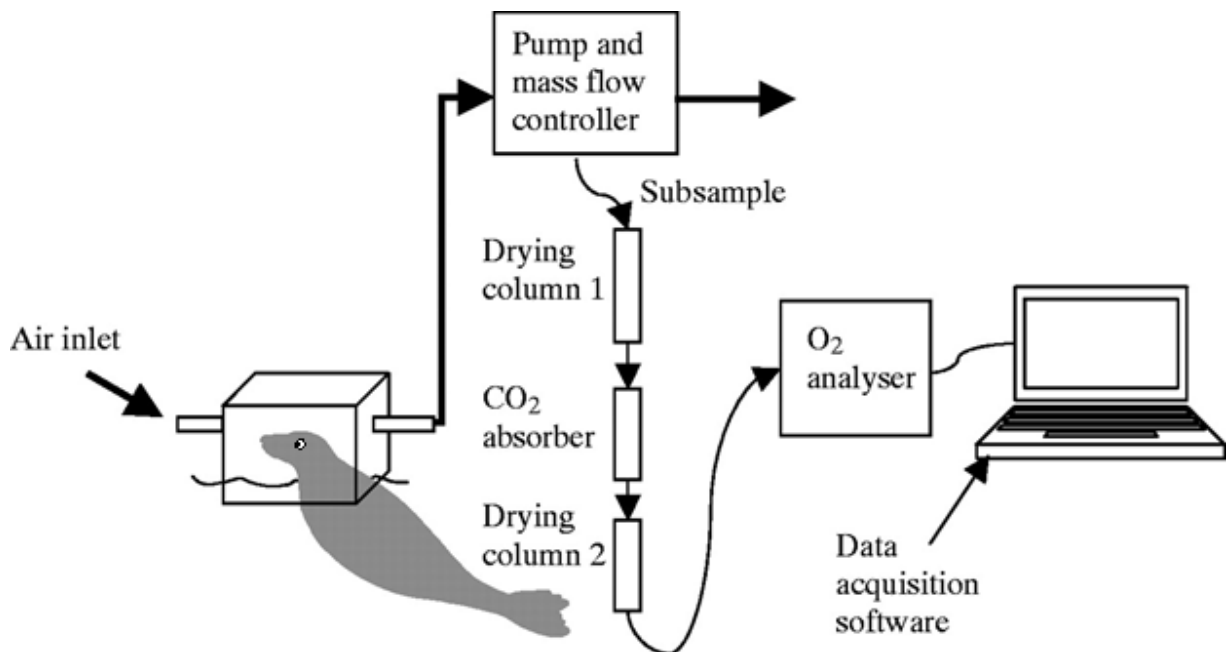 Pump and
mass flow
controller
Subsample
Drying
column 1
Air inlet
O₂
analyser
CO₂
absorber
Drying
column 2
Data
acquisition
software